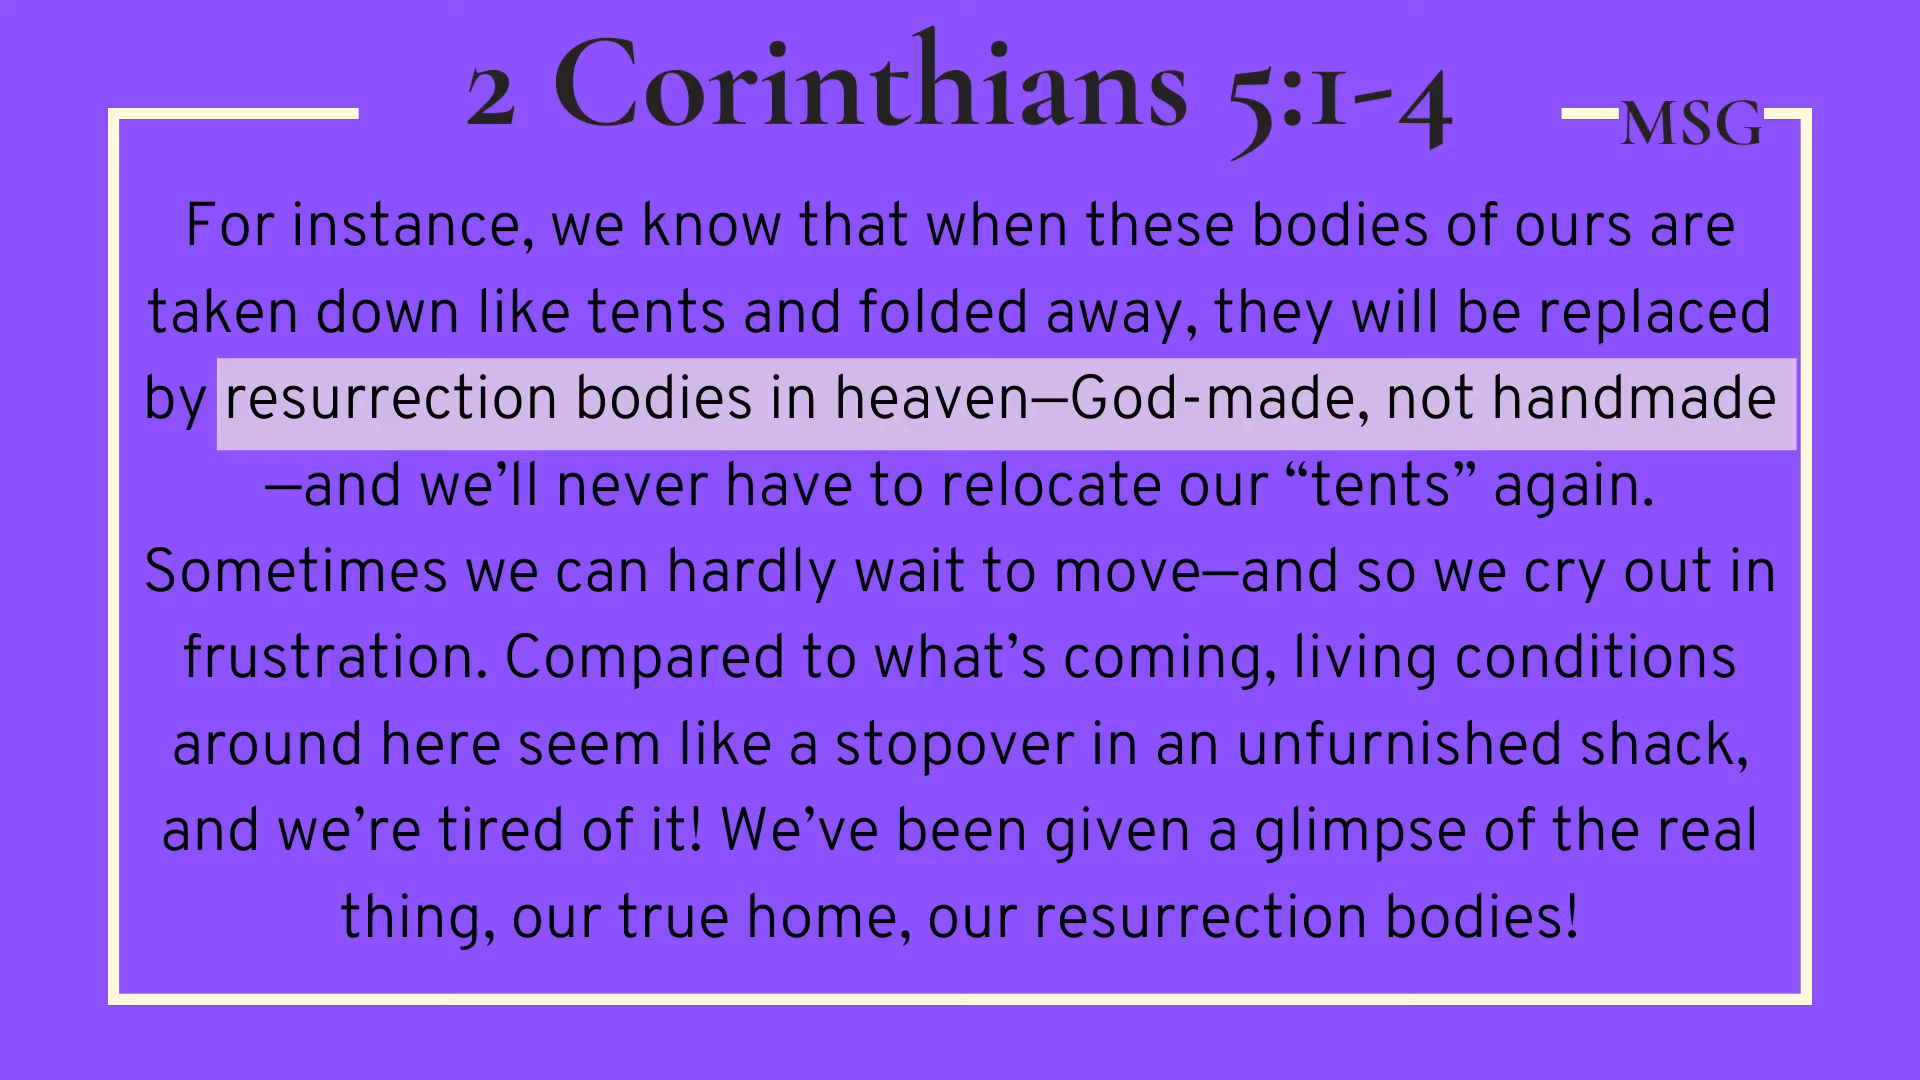 2 Corinthians 5:1-4
MSG
For instance, we know that when these bodies of ours are
taken down like tents and folded away, they will be replaced
by resurrection bodies in heaven—God-made, not handmade
—and we’ll never have to relocate our “tents” again.
Sometimes we can hardly wait to move—and so we cry out in
frustration. Compared to what’s coming, living conditions
around here seem like a stopover in an unfurnished shack,
and we’re tired of it! We’ve been given a glimpse of the real
thing, our true home, our resurrection bodies!